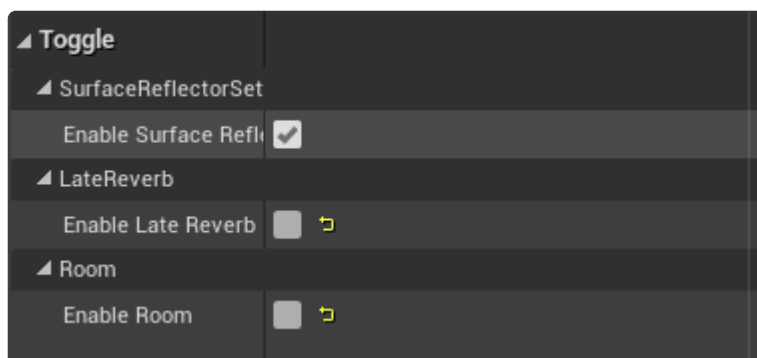 Toggle
SurfaceReflectorSet
Enable Surface Refl
LateReverb
Enable Late Reverb
Room
Enable Room